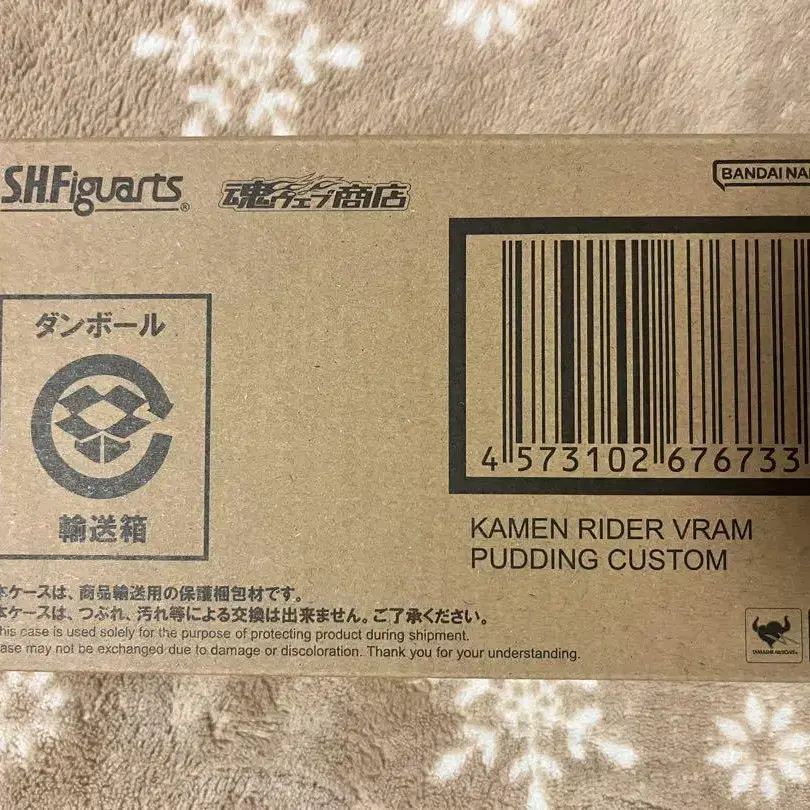 S.H.Figuarts®
魂ウェブ商店
BANDAI NA
ダンボール
輸送箱
4 573102 676733
KAMEN RIDER VRAM
PUDDING CUSTOM
本ケースは、商品輸送用の保護梱包材です。
本ケースは、つぶれ、汚れ等による交換は出来ません。ご了承ください。
his case is used solely for the purpose of protecting product during shipment.
ase may not be exchanged due to damage or discoloration. Thank you for your understanding.
TAMASHII NATIONS